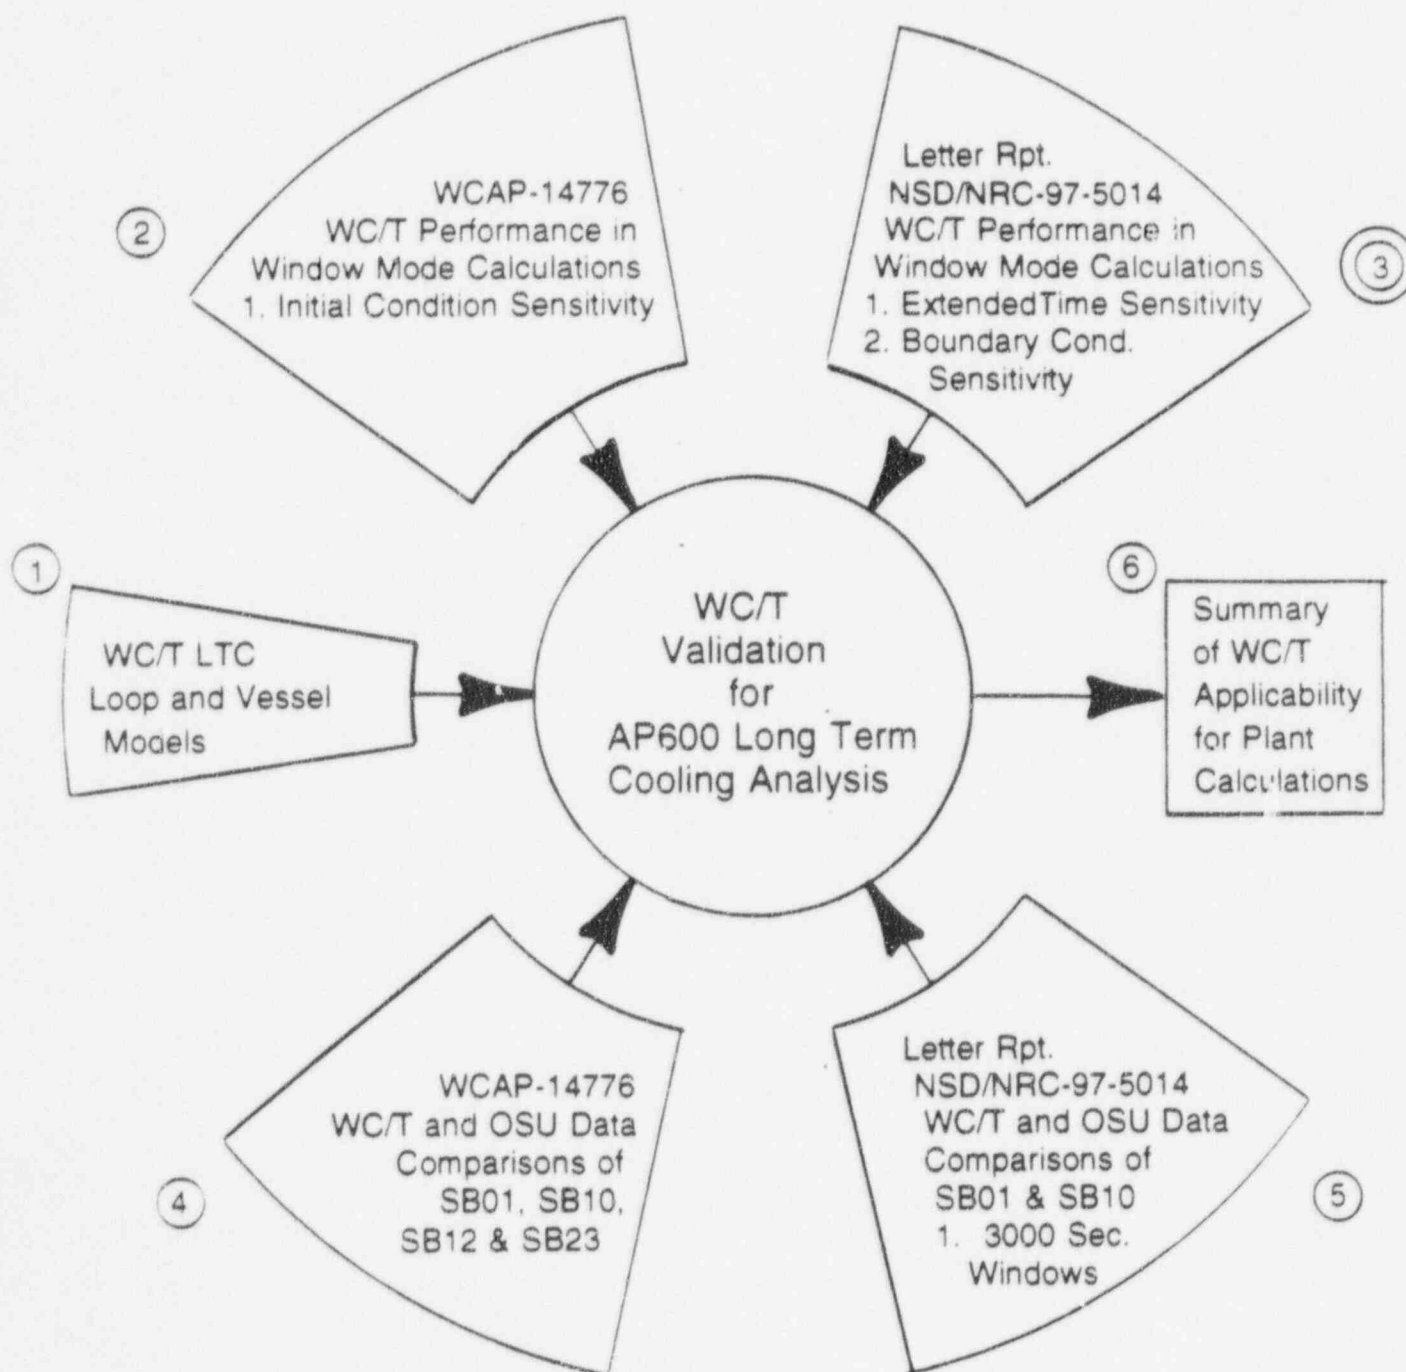 2
WCAP-14776
WC/T Performance in
Window Mode Calculations
1. Initial Condition Sensitivity
Letter Rpt.
NSD/NRC-97-5014
WC/T Performance in
Window Mode Calculations
1. ExtendedTime Sensitivity
2. Boundary Cond.
Sensitivity
3
1
WC/T LTC
Loop and Vessel
Models
WC/T
Validation
for
AP600 Long Term
Cooling Analysis
6
Summary
of WC/T
Applicability
for Plant
Calculations
4
WCAP-14776
WC/T and OSU Data
Comparisons of
SB01, SB10,
SB12 & SB23
Letter Rpt.
NSD/NRC-97-5014
WC/T and OSU Data
Comparisons of
SB01 & SB10
1. 3000 Sec.
Windows
5